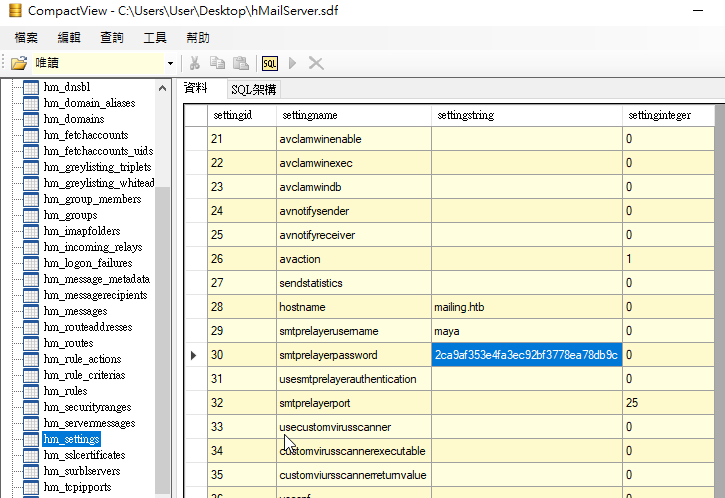 CompactView - C:\Users\User\Desktop\hMailServer.sdf
檔案 編輯 查詢 工具 幫助
唯讀 SQL
hm_dnsbl
hm_domain_aliases
hm_domains
hm_fetchaccounts
hm_fetchaccounts_uids
hm_greylisting_triplets
hm_greylisting_whitead
hm_group_members
hm_groups
hm_imapfolders
hm_incoming_relays
hm_logon_failures
hm_message_metadata
hm_messagerecipients
hm_messages
hm_routeaddresses
hm_routes
hm_rule_actions
hm_rule_criterias
hm_rules
hm_securityranges
hm_servermessages
hm_settings
hm_sslcertificates
hm_surblservers
hm_tcpipports
資料 SQL架構
settingid settingname settingstring settinginteger
21 avclamwinenable 0
22 avclamwinexec 0
23 avclamwindb 0
24 avnotifysender 0
25 avnotifyreceiver 0
26 avaction 1
27 sendstatistics 0
28 hostname mailing.htb 0
29 smtprelayerusername maya 0
30 smtprelayerpassword 2ca9af353e4fa3ec92bf3778ea78db9c 0
31 usesmtprelayerauthentication 0
32 smtprelayerport 25
33 usecustomvirusscanner 0
34 customvirusscannerexecutable 0
35 customviursscannerreturnvalue 0